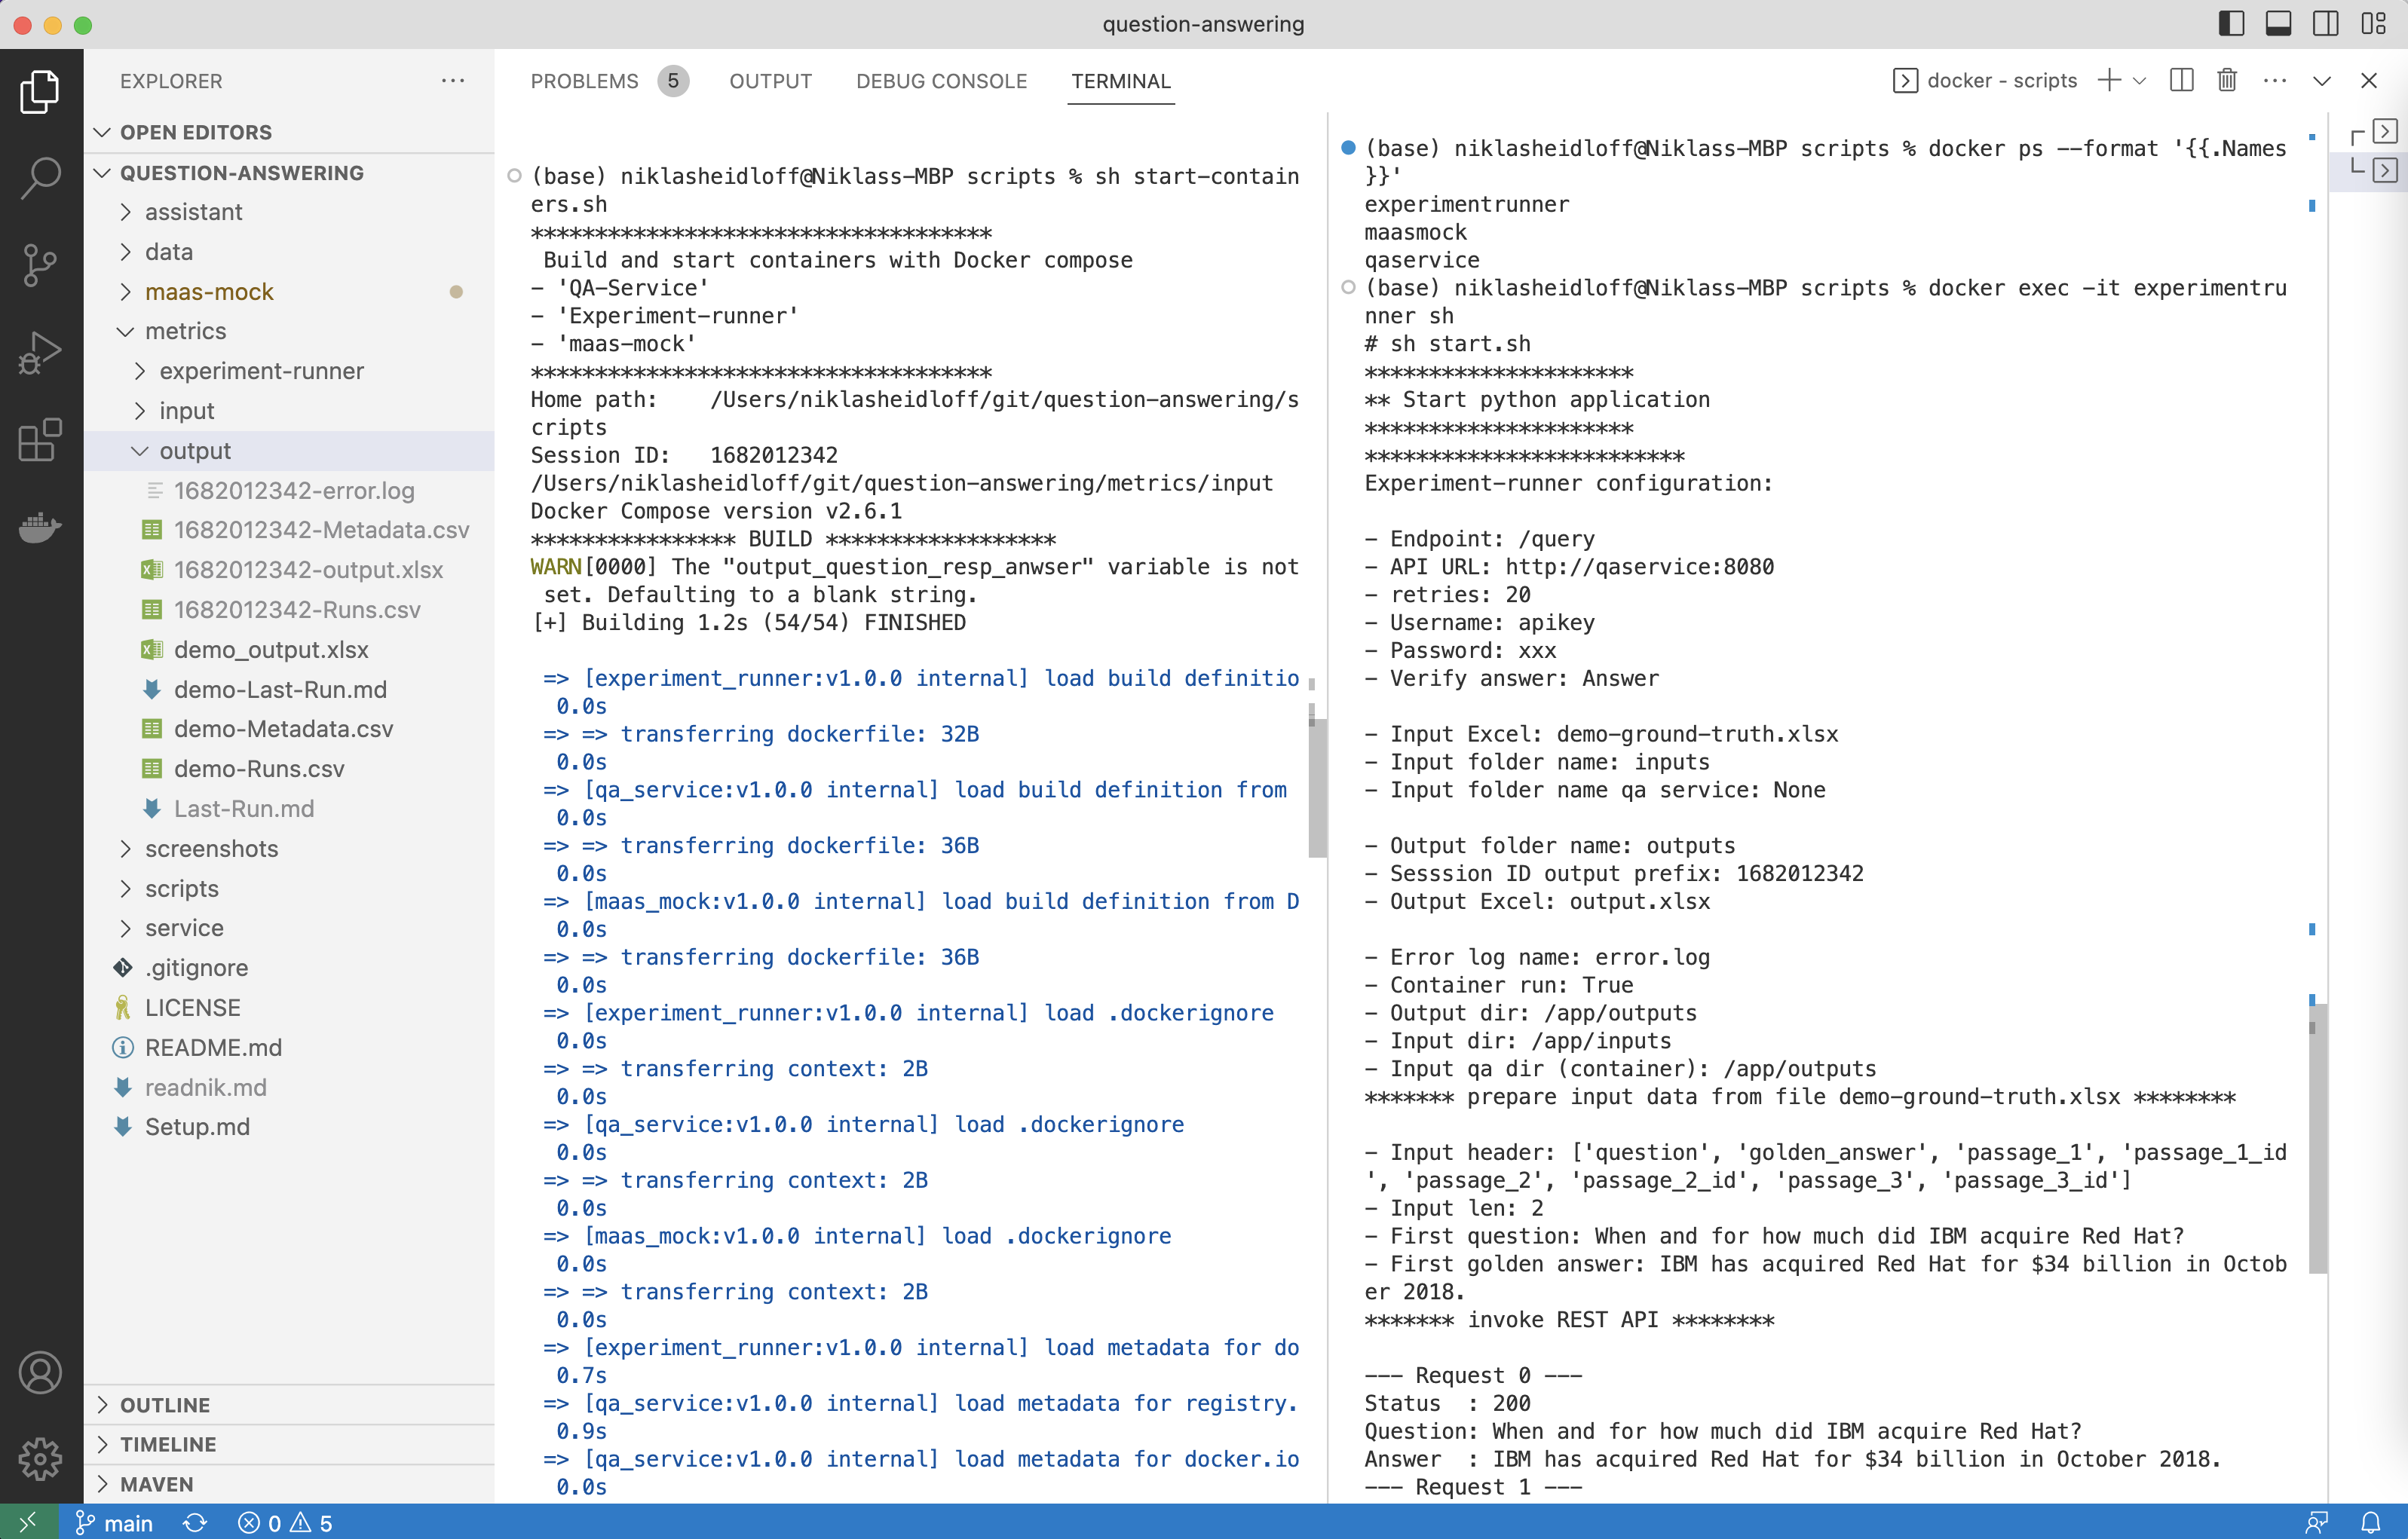 question-answering
EXPLORER
OPEN EDITORS
QUESTION-ANSWERING
assistant
data
maas-mock
metrics
experiment-runner
input
output
1682012342-error.log
1682012342-Metadata.csv
1682012342-output.xlsx
1682012342-Runs.csv
demo_output.xlsx
demo-Last-Run.md
demo-Metadata.csv
demo-Runs.csv
Last-Run.md
screenshots
scripts
service
.gitignore
LICENSE
README.md
readnik.md
Setup.md
OUTLINE
TIMELINE
MAVEN
PROBLEMS 5 OUTPUT DEBUG CONSOLE TERMINAL
docker - scripts
(base) niklasheidloff@Niklass-MBP scripts % sh start-contain
ers.sh
************************************
Build and start containers with Docker compose
- 'QA-Service'
- 'Experiment-runner'
- 'maas-mock'
************************************
Home path:    /Users/niklasheidloff/git/question-answering/s
cripts
Session ID:   1682012342
/Users/niklasheidloff/git/question-answering/metrics/input
Docker Compose version v2.6.1
**************** BUILD ******************
WARN[0000] The "output_question_resp_anwser" variable is not
set. Defaulting to a blank string.
[+] Building 1.2s (54/54) FINISHED
=> [experiment_runner:v1.0.0 internal] load build definitio
0.0s
=> => transferring dockerfile: 32B
0.0s
=> [qa_service:v1.0.0 internal] load build definition from
0.0s
=> => transferring dockerfile: 36B
0.0s
=> [maas_mock:v1.0.0 internal] load build definition from D
0.0s
=> => transferring dockerfile: 36B
0.0s
=> [experiment_runner:v1.0.0 internal] load .dockerignore
0.0s
=> => transferring context: 2B
0.0s
=> [qa_service:v1.0.0 internal] load .dockerignore
0.0s
=> => transferring context: 2B
0.0s
=> [maas_mock:v1.0.0 internal] load .dockerignore
0.0s
=> => transferring context: 2B
0.0s
=> [experiment_runner:v1.0.0 internal] load metadata for do
0.7s
=> [qa_service:v1.0.0 internal] load metadata for registry.
0.9s
=> [qa_service:v1.0.0 internal] load metadata for docker.io
0.0s
(base) niklasheidloff@Niklass-MBP scripts % docker ps --format '{{.Names
}}'
experimentrunner
maasmock
qaservice
(base) niklasheidloff@Niklass-MBP scripts % docker exec -it experimentru
nner sh
# sh start.sh
*********************
** Start python application
*********************
*************************
Experiment-runner configuration:
- Endpoint: /query
- API URL: http://qaservice:8080
- retries: 20
- Username: apikey
- Password: xxx
- Verify answer: Answer
- Input Excel: demo-ground-truth.xlsx
- Input folder name: inputs
- Input folder name qa service: None
- Output folder name: outputs
- Sesssion ID output prefix: 1682012342
- Output Excel: output.xlsx
- Error log name: error.log
- Container run: True
- Output dir: /app/outputs
- Input dir: /app/inputs
- Input qa dir (container): /app/outputs
******* prepare input data from file demo-ground-truth.xlsx ********
- Input header: ['question', 'golden_answer', 'passage_1', 'passage_1_id
', 'passage_2', 'passage_2_id', 'passage_3', 'passage_3_id']
- Input len: 2
- First question: When and for how much did IBM acquire Red Hat?
- First golden answer: IBM has acquired Red Hat for $34 billion in Octob
er 2018.
******* invoke REST API ********
--- Request 0 ---
Status  : 200
Question: When and for how much did IBM acquire Red Hat?
Answer  : IBM has acquired Red Hat for $34 billion in October 2018.
--- Request 1 ---
main 0 5